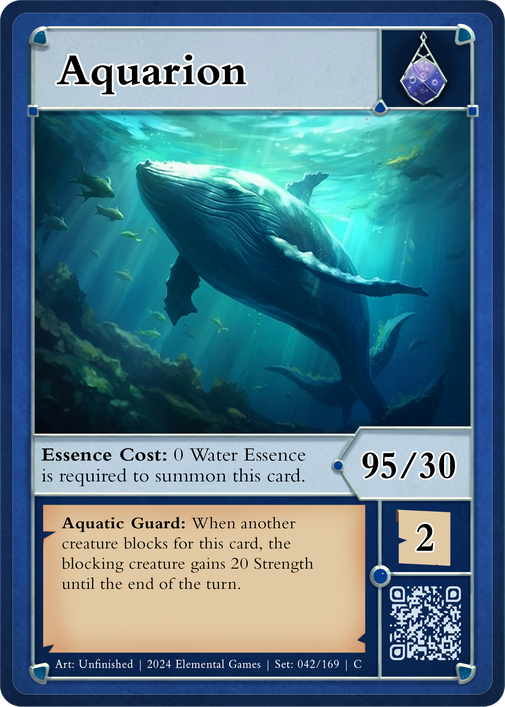 Aquarion
Essence Cost: 0 Water Essence
is required to summon this card.
95/30
Aquatic Guard: When another
creature blocks for this card, the
blocking creature gains 20 Strength
until the end of the turn.
2
Art: Unfinished | 2024 Elemental Games | Set: 042/169 | C